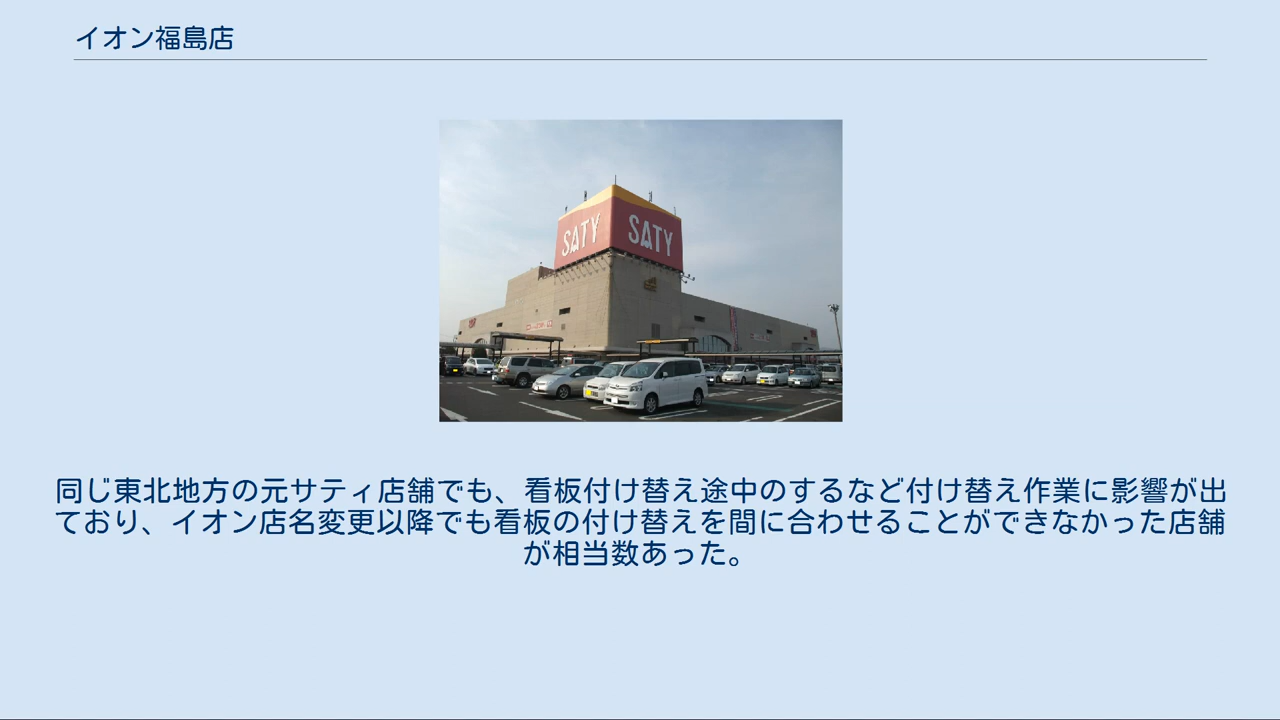 イオン福島店
SATY
SATY
同じ東北地方の元サティ店舗でも、看板付け替え途中のするなど付け替え作業に影響が出
ており、イオン店名変更以降でも看板の付け替えを間に合わせることができなかった店舗
が相当数あった。